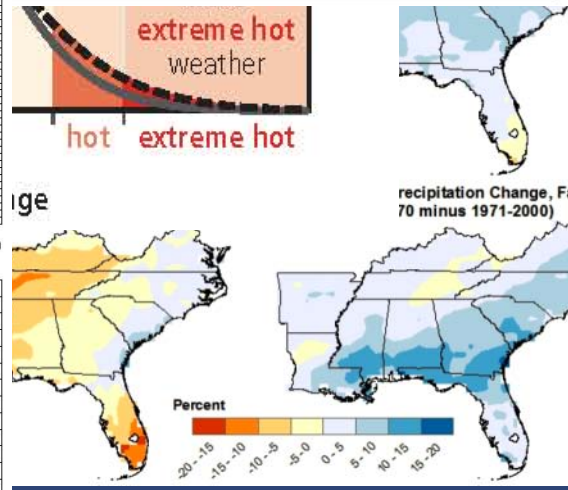 extreme hot
weather
hot extreme hot
recipitation Change, Fa
70 minus 1971-2000)
Percent
-20 - -15
-15 - -10
-10 - -5
-5-0
0 - 5
5-10
10 - 15
15 - 20